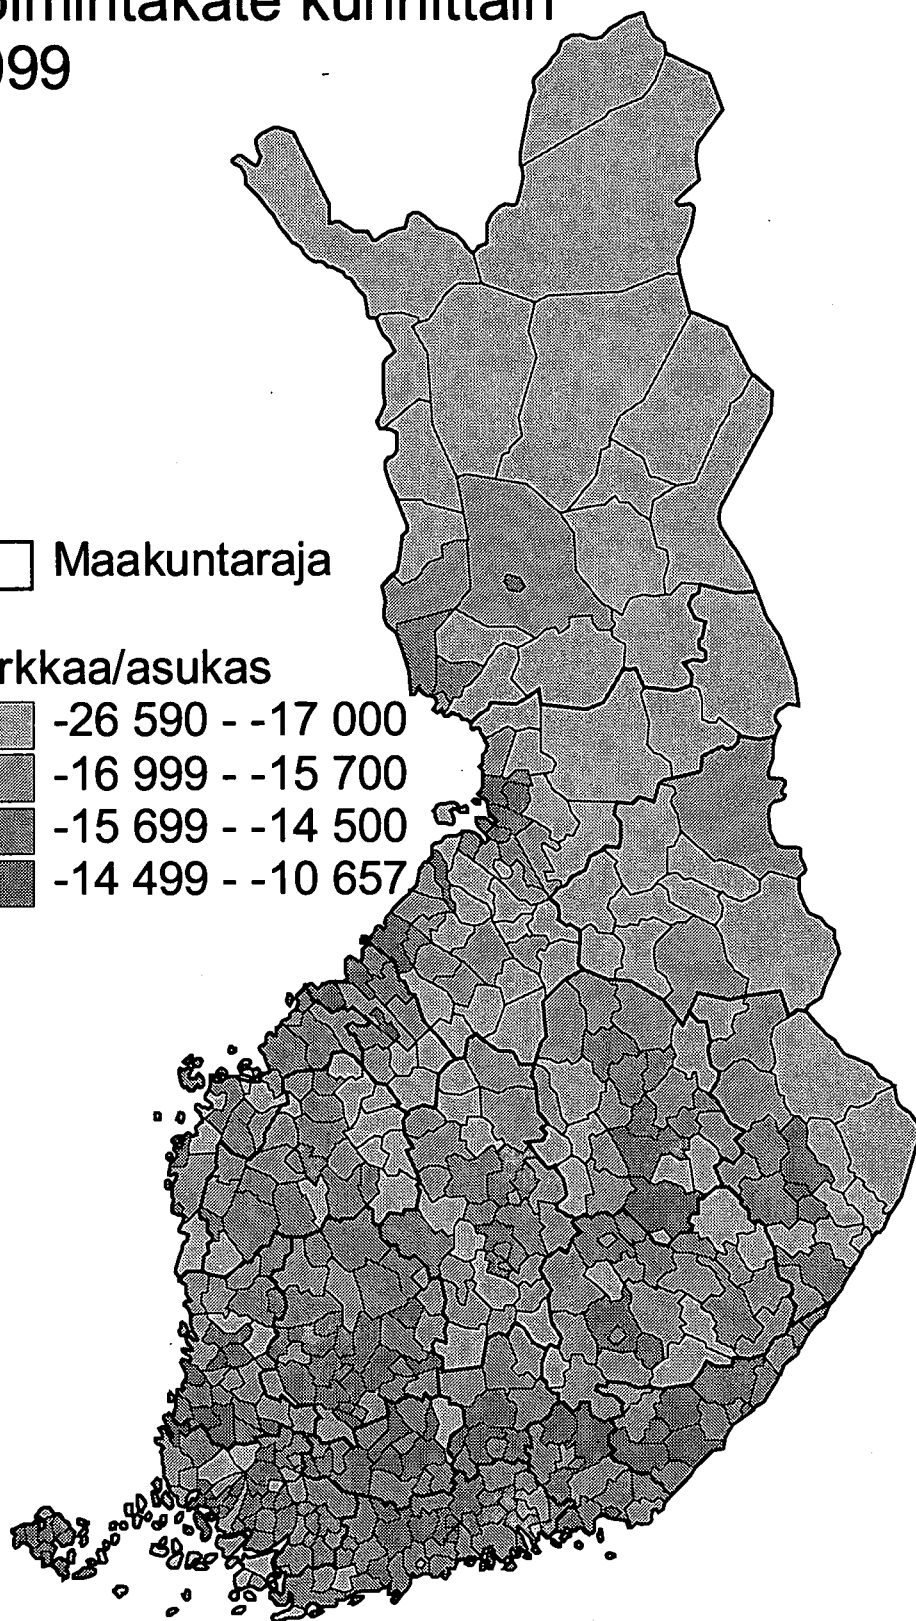 oimintakate kunnittain
999
Maakuntaraja
rkkaa/asukas
-26 590 - -17 000
-16 999 - -15 700
-15 699 - -14 500
-14 499 - -10 657